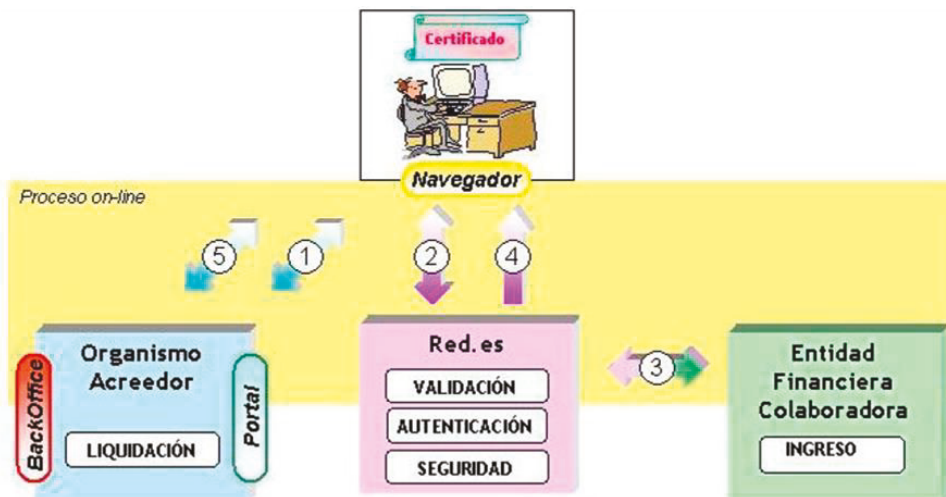 Certificado
Navegador
Proceso on-line
5
1
2
4
3
BackOffice
Organismo
Acreedor
LIQUIDACIÓN
Portal
Red.es
VALIDACIÓN
AUTENTICACIÓN
SEGURIDAD
Entidad
Financiera
Colaboradora
INGRESO